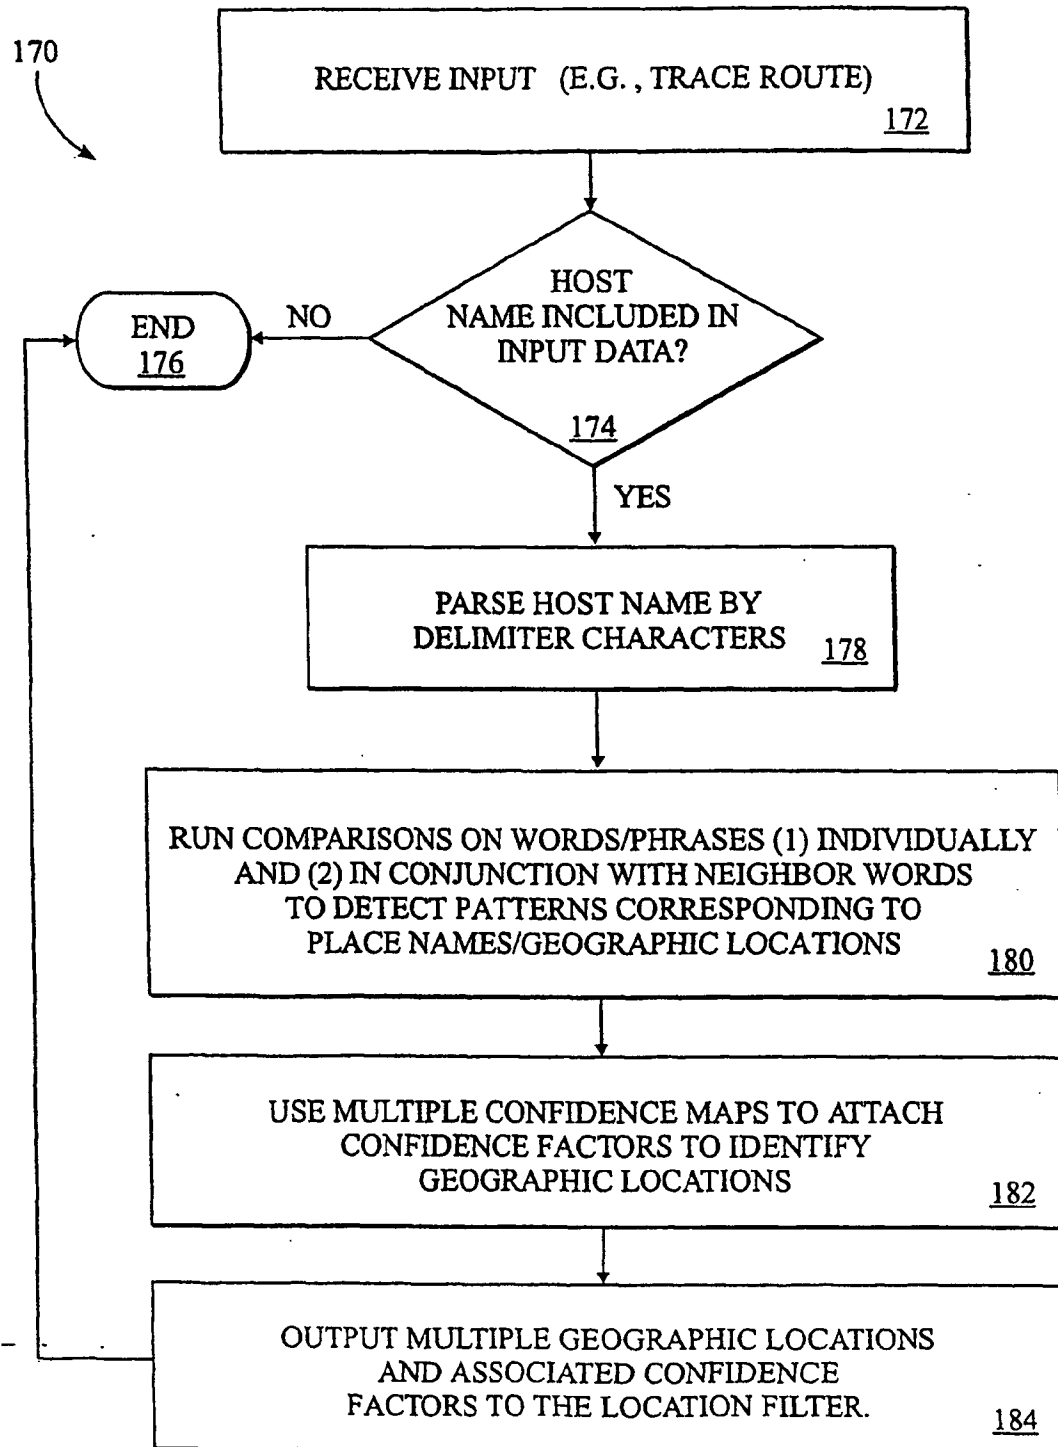 170
RECEIVE INPUT (E.G. , TRACE ROUTE)
172
HOST
NAME INCLUDED IN
INPUT DATA?
174
NO
END
176
YES
PARSE HOST NAME BY
DELIMITER CHARACTERS
178
RUN COMPARISONS ON WORDS/PHRASES (1) INDIVIDUALLY
AND (2) IN CONJUNCTION WITH NEIGHBOR WORDS
TO DETECT PATTERNS CORRESPONDING TO
PLACE NAMES/GEOGRAPHIC LOCATIONS
180
USE MULTIPLE CONFIDENCE MAPS TO ATTACH
CONFIDENCE FACTORS TO IDENTIFY
GEOGRAPHIC LOCATIONS
182
OUTPUT MULTIPLE GEOGRAPHIC LOCATIONS
AND ASSOCIATED CONFIDENCE
FACTORS TO THE LOCATION FILTER.
184